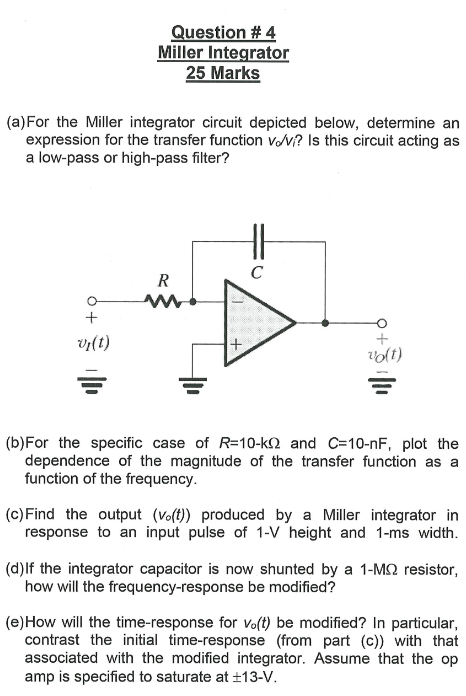 Question # 4
Miller Integrator
25 Marks
(a)For the Miller integrator circuit depicted below, determine an
expression for the transfer function vₒ/vᵢ? Is this circuit acting as
a low-pass or high-pass filter?
C
R
−
+
+
v_I(t)
−
+
v_O(t)
−
(b)For the specific case of R=10-kΩ and C=10-nF, plot the
dependence of the magnitude of the transfer function as a
function of the frequency.
(c)Find the output (vₒ(t)) produced by a Miller integrator in
response to an input pulse of 1-V height and 1-ms width.
(d)If the integrator capacitor is now shunted by a 1-MΩ resistor,
how will the frequency-response be modified?
(e)How will the time-response for vₒ(t) be modified? In particular,
contrast the initial time-response (from part (c)) with that
associated with the modified integrator. Assume that the op
amp is specified to saturate at ±13-V.